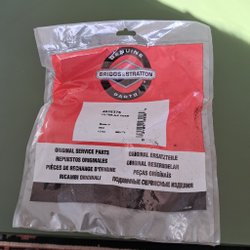 GENUINE
BRIGGS & STRATTON
PARTS
ORIGINAL SERVICE PARTS
REPUESTOS ORIGINALES
PIÈCES DE RECHANGE D'ORIGINE
RICAMBI ORIGINALI
ORIGINAL ERSATZTEILE
ORIGINAL RESERVDELAR
PEÇAS ORIGINAIS
ПОДЛИННЫЕ СЕРВИСНЫЕ ИЗДЕЛИЯ